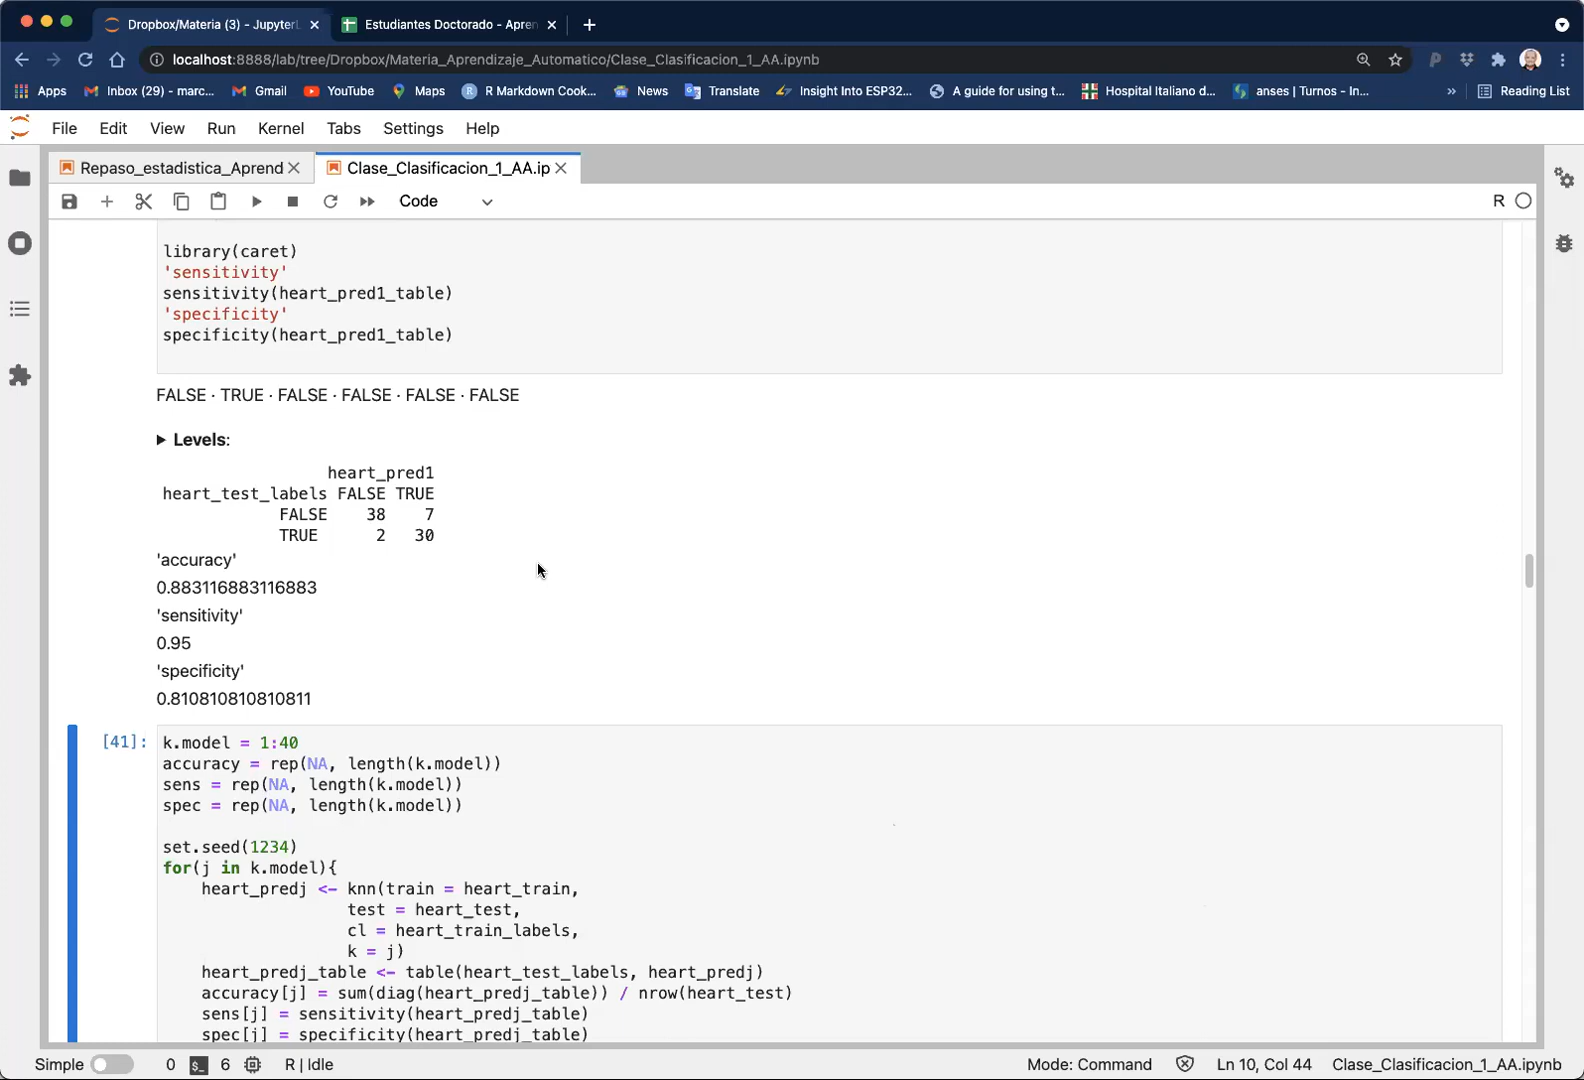 Dropbox/Materia (3) - JupyterL
Estudiantes Doctorado - Apren
localhost:8888/lab/tree/Dropbox/Materia_Aprendizaje_Automatico/Clase_Clasificacion_1_AA.ipynb
Apps
Inbox (29) - marc...
Gmail
YouTube
Maps
R Markdown Cook...
News
Translate
Insight Into ESP32...
A guide for using t...
Hospital Italiano d...
anses | Turnos - In...
»
Reading List
File Edit View Run Kernel Tabs Settings Help
Repaso_estadistica_Aprend
Clase_Clasificacion_1_AA.ip
Code
R
library(caret)
'sensitivity'
sensitivity(heart_pred1_table)
'specificity'
specificity(heart_pred1_table)
FALSE · TRUE · FALSE · FALSE · FALSE · FALSE
Levels:
heart_pred1
heart_test_labels FALSE TRUE
FALSE 38 7
TRUE 2 30
'accuracy'
0.883116883116883
'sensitivity'
0.95
'specificity'
0.810810810810811
[41]: k.model = 1:40
accuracy = rep(NA, length(k.model))
sens = rep(NA, length(k.model))
spec = rep(NA, length(k.model))
set.seed(1234)
for(j in k.model){
heart_predj <- knn(train = heart_train,
test = heart_test,
cl = heart_train_labels,
k = j)
heart_predj_table <- table(heart_test_labels, heart_predj)
accuracy[j] = sum(diag(heart_predj_table)) / nrow(heart_test)
sens[j] = sensitivity(heart_predj_table)
spec[j] = specificity(heart_predj_table)
Simple 0 6 R | Idle Mode: Command Ln 10, Col 44 Clase_Clasificacion_1_AA.ipynb